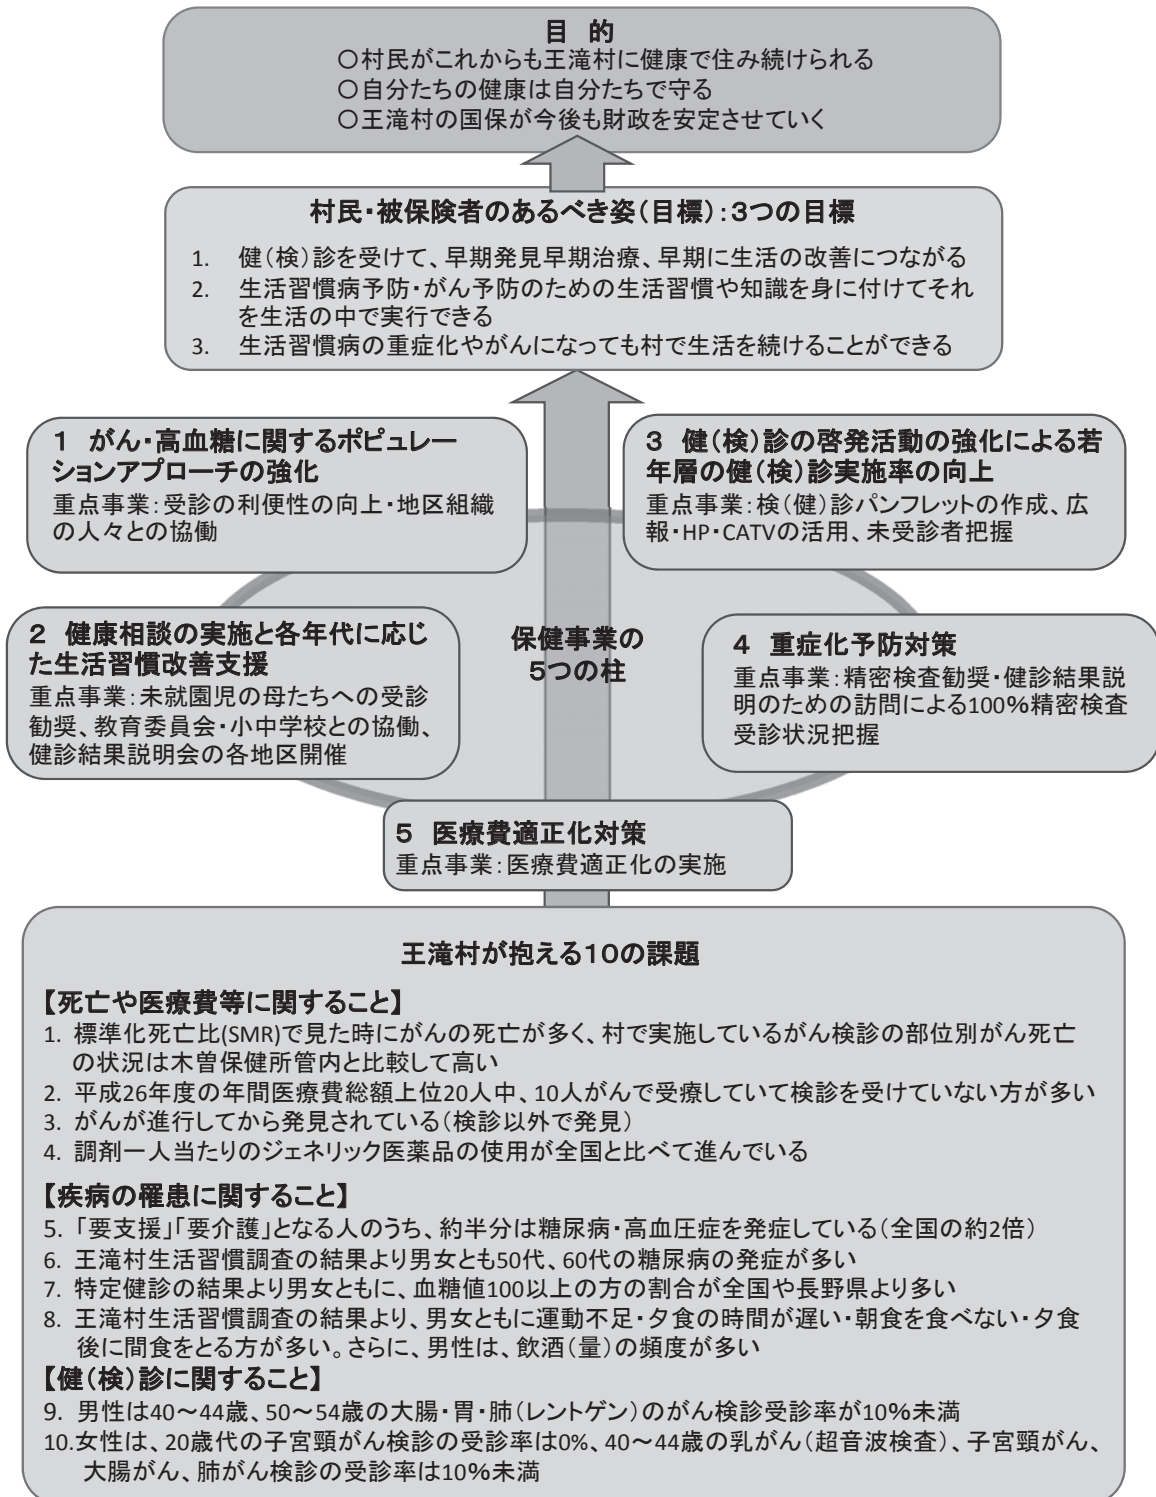 目 的
〇村民がこれからも王滝村に健康で住み続けられる
〇自分たちの健康は自分たちで守る
〇王滝村の国保が今後も財政を安定させていく
村民・被保険者のあるべき姿(目標):3つの目標
1. 健(検)診を受けて、早期発見早期治療、早期に生活の改善につながる
2. 生活習慣病予防・がん予防のための生活習慣や知識を身に付けてそれ
を生活の中で実行できる
3. 生活習慣病の重症化やがんになっても村で生活を続けることができる
1 がん・高血糖に関するポピュレー
ションアプローチの強化
重点事業:受診の利便性の向上・地区組織
の人々との協働
3 健(検)診の啓発活動の強化による若
年層の健(検)診実施率の向上
重点事業:検(健)診パンフレットの作成、広
報・HP・CATVの活用、未受診者把握
2 健康相談の実施と各年代に応じ
た生活習慣改善支援
重点事業:未就園児の母たちへの受診
勧奨、教育委員会・小中学校との協働、
健診結果説明会の各地区開催
保健事業の
5つの柱
4 重症化予防対策
重点事業:精密検査勧奨・健診結果説
明のための訪問による100%精密検査
受診状況把握
5 医療費適正化対策
重点事業:医療費適正化の実施
王滝村が抱える10の課題
【死亡や医療費等に関すること】
1. 標準化死亡比(SMR)で見た時にがんの死亡が多く、村で実施しているがん検診の部位別がん死亡
の状況は木曽保健所管内と比較して高い
2. 平成26年度の年間医療費総額上位20人中、10人がんで受療していて検診を受けていない方が多い
3. がんが進行してから発見されている(検診以外で発見)
4. 調剤一人当たりのジェネリック医薬品の使用が全国と比べて進んでいる
【疾病の罹患に関すること】
5. 「要支援」「要介護」となる人のうち、約半分は糖尿病・高血圧症を発症している(全国の約2倍)
6. 王滝村生活習慣調査の結果より男女とも50代、60代の糖尿病の発症が多い
7. 特定健診の結果より男女ともに、血糖値100以上の方の割合が全国や長野県より多い
8. 王滝村生活習慣調査の結果より、男女ともに運動不足・夕食の時間が遅い・朝食を食べない・夕食
後に間食をとる方が多い。さらに、男性は、飲酒(量)の頻度が多い
【健(検)診に関すること】
9. 男性は40~44歳、50~54歳の大腸・胃・肺(レントゲン)のがん検診受診率が10%未満
10.女性は、20歳代の子宮頸がん検診の受診率は0%、40~44歳の乳がん(超音波検査)、子宮頸がん、
大腸がん、肺がん検診の受診率は10%未満